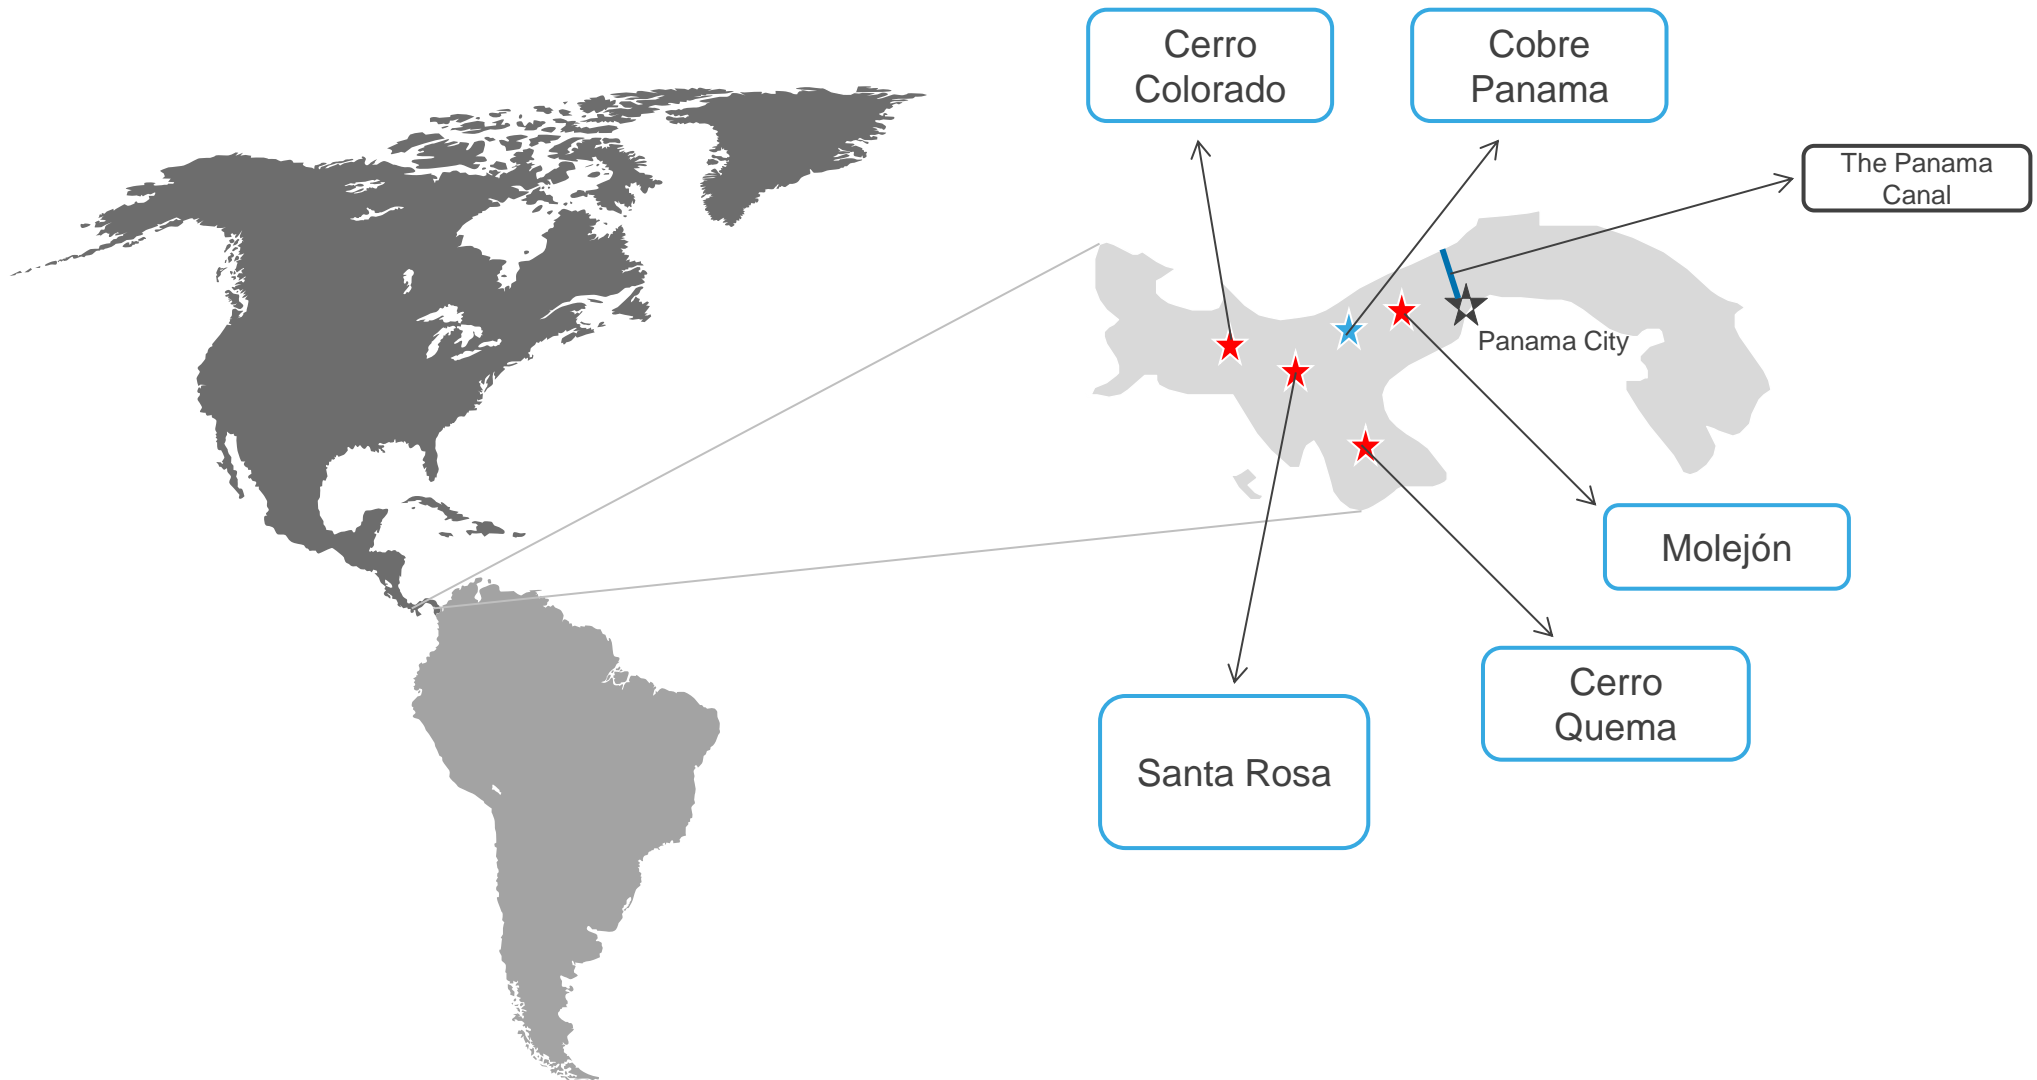 Cerro
Colorado
Cobre
Panama
The Panama
Canal
Panama City
Molejón
Cerro
Quema
Santa Rosa